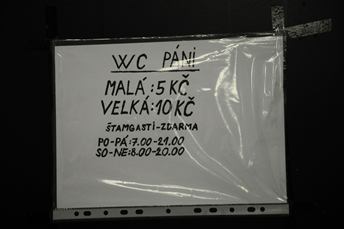 WC PÁNI
MALÁ:5 KČ
VELKÁ:10 KČ
ŠTAMGASTI-ZDARMA
PO-PÁ:7.00-21.00
SO-NE:8.00-20.00